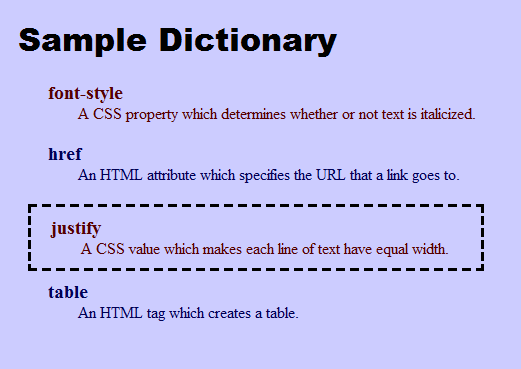 Sample Dictionary
font-style
A CSS property which determines whether or not text is italicized.
href
An HTML attribute which specifies the URL that a link goes to.
justify
A CSS value which makes each line of text have equal width.
table
An HTML tag which creates a table.